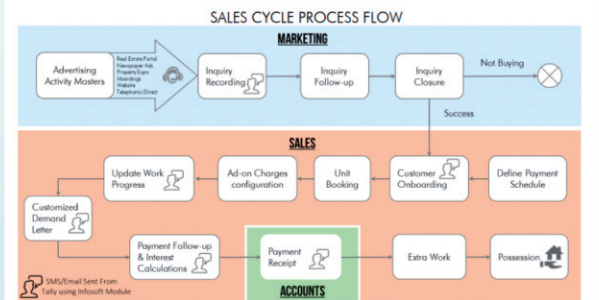 SALES CYCLE PROCESS FLOW
MARKETING
Advertising
Activity Masters
Real Estate Portal
Newspaper Ads
Property Expo
Hoardings
Website
Telephonic/Direct
Inquiry
Recording
Inquiry
Follow-up
Inquiry
Closure
Not Buying
Success
SALES
Update Work
Progress
Ad-on Charges
configuration
Unit
Booking
Customer
Onboarding
Define Payment
Schedule
Customized
Demand
Letter
Payment Follow-up
& Interest
Calculations
Payment
Receipt
Extra Work
Possession
SMS/Email Sent From
Tally using Infosoft Module
ACCOUNTS